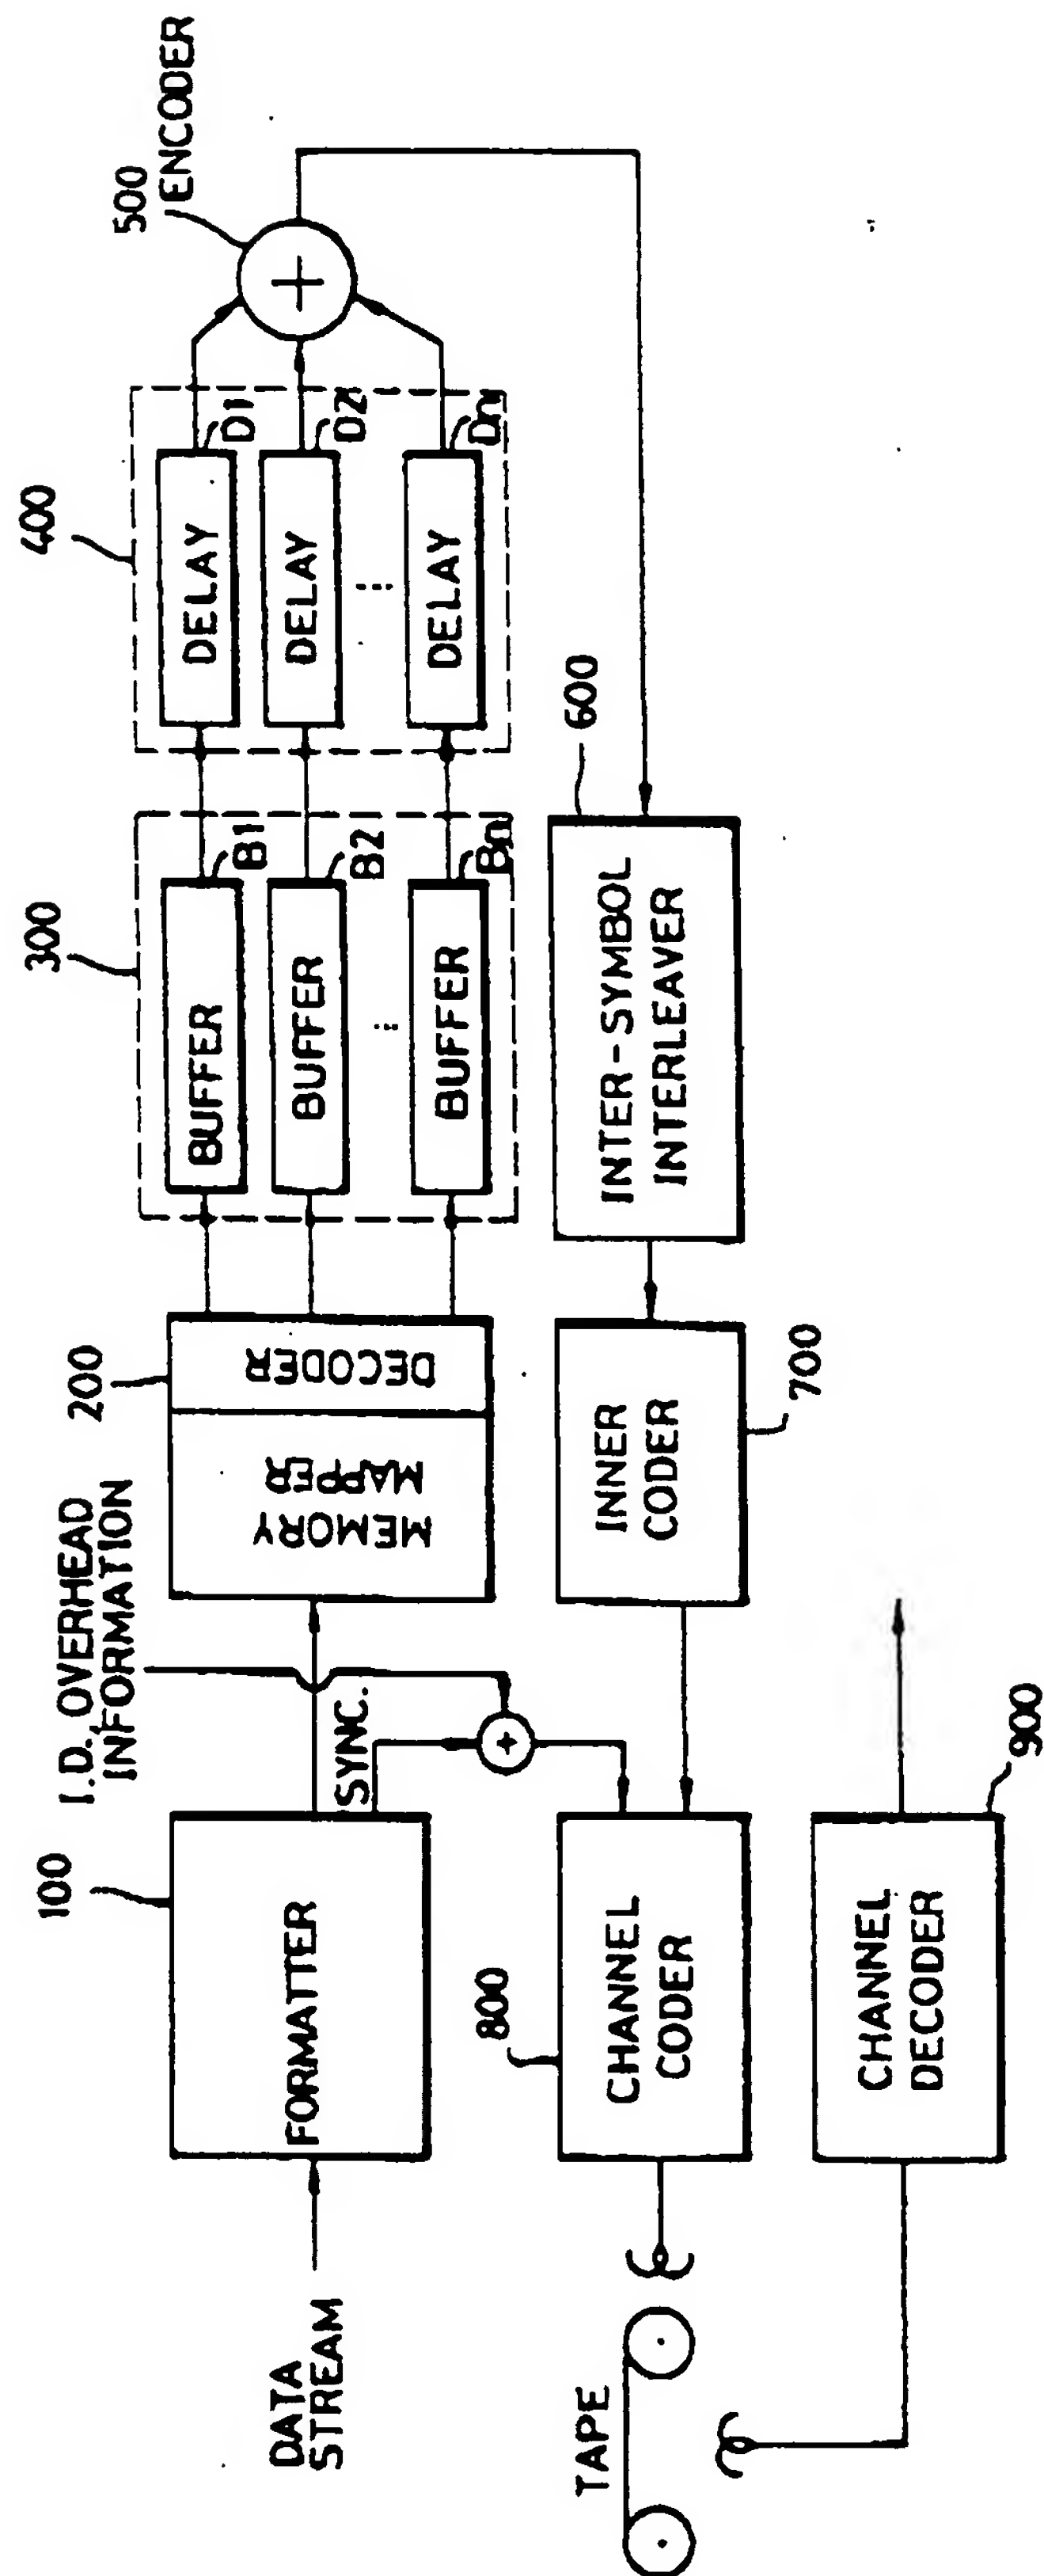 DATA
STREAM
100
FORMATTER
SYNC.
I.D., OVERHEAD
INFORMATION
+
200
MEMORY
MAPPER
DECODER
300
BUFFER
B1
BUFFER
B2
BUFFER
Bn
400
DELAY
D1
DELAY
D2
DELAY
Dn
500
ENCODER
+
600
INTER-SYMBOL
INTERLEAVER
700
INNER
CODER
800
CHANNEL
CODER
TAPE
900
CHANNEL
DECODER